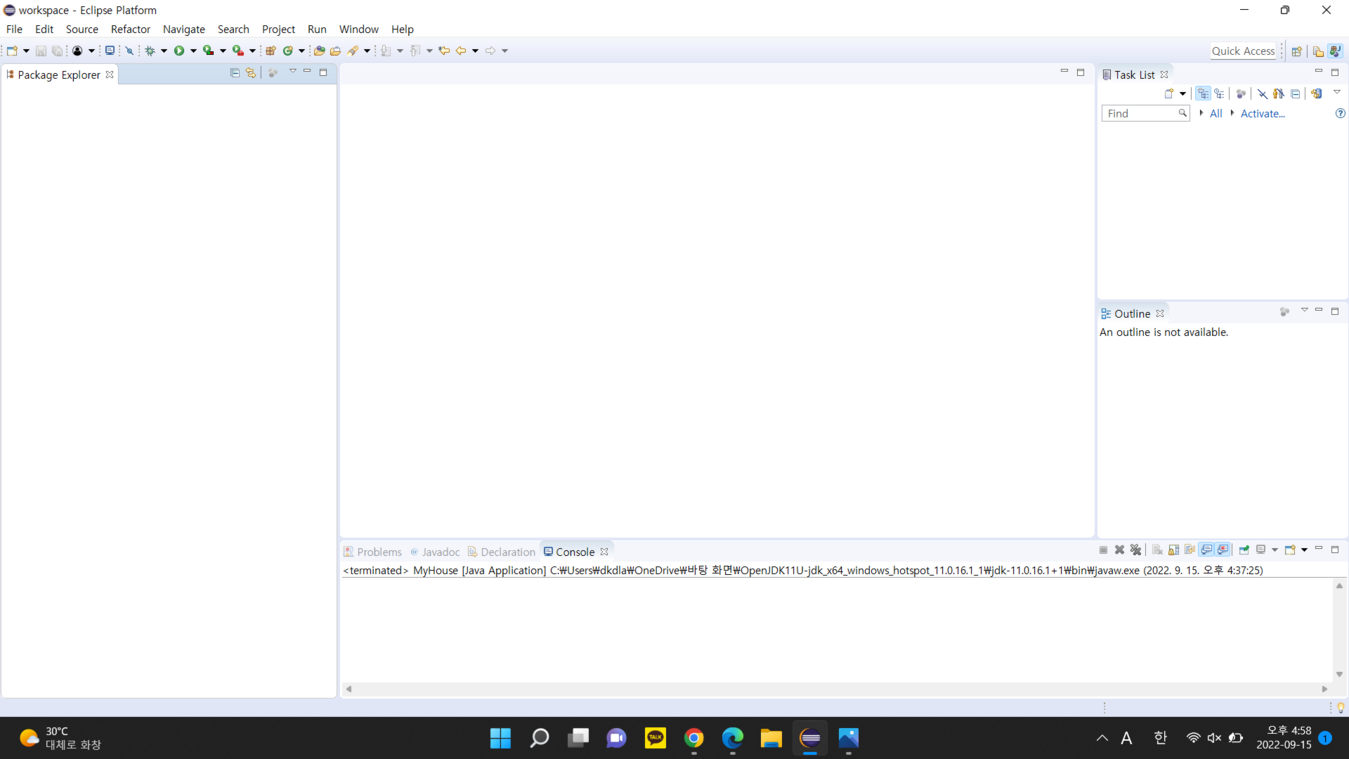 workspace - Eclipse Platform
File Edit Source Refactor Navigate Search Project Run Window Help
Quick Access
Package Explorer
Task List
Find
All
Activate...
Outline
An outline is not available.
Problems
Javadoc
Declaration
Console
<terminated> MyHouse [Java Application] C:₩Users₩dkdla₩OneDrive₩바탕 화면₩OpenJDK11U-jdk_x64_windows_hotspot_11.0.16.1_1₩jdk-11.0.16.1+1₩bin₩javaw.exe (2022. 9. 15. 오후 4:37:25)
30°C
대체로 화창
TALK
A
한
오후 4:58
2022-09-15
1